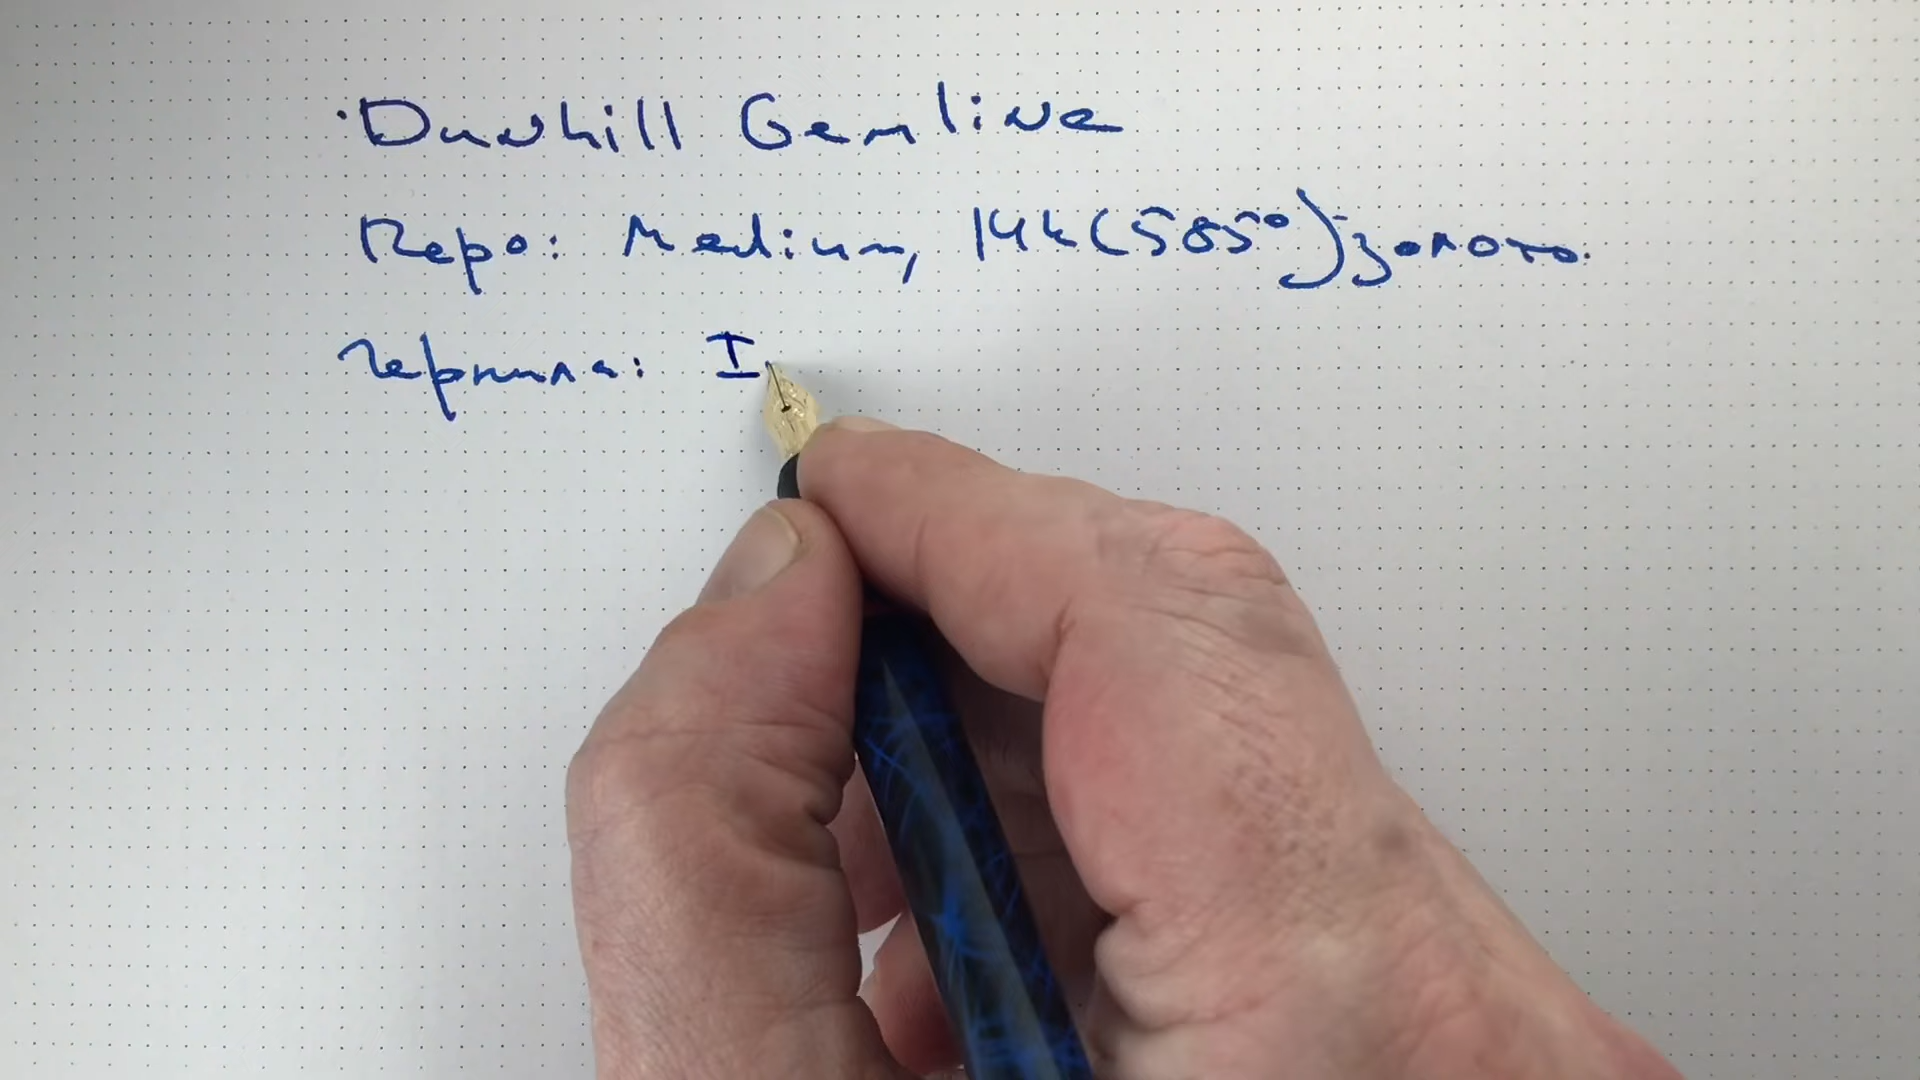 Dunhill Gemline
Перо: Medium, 14k (585°) золото.
Чернила: I